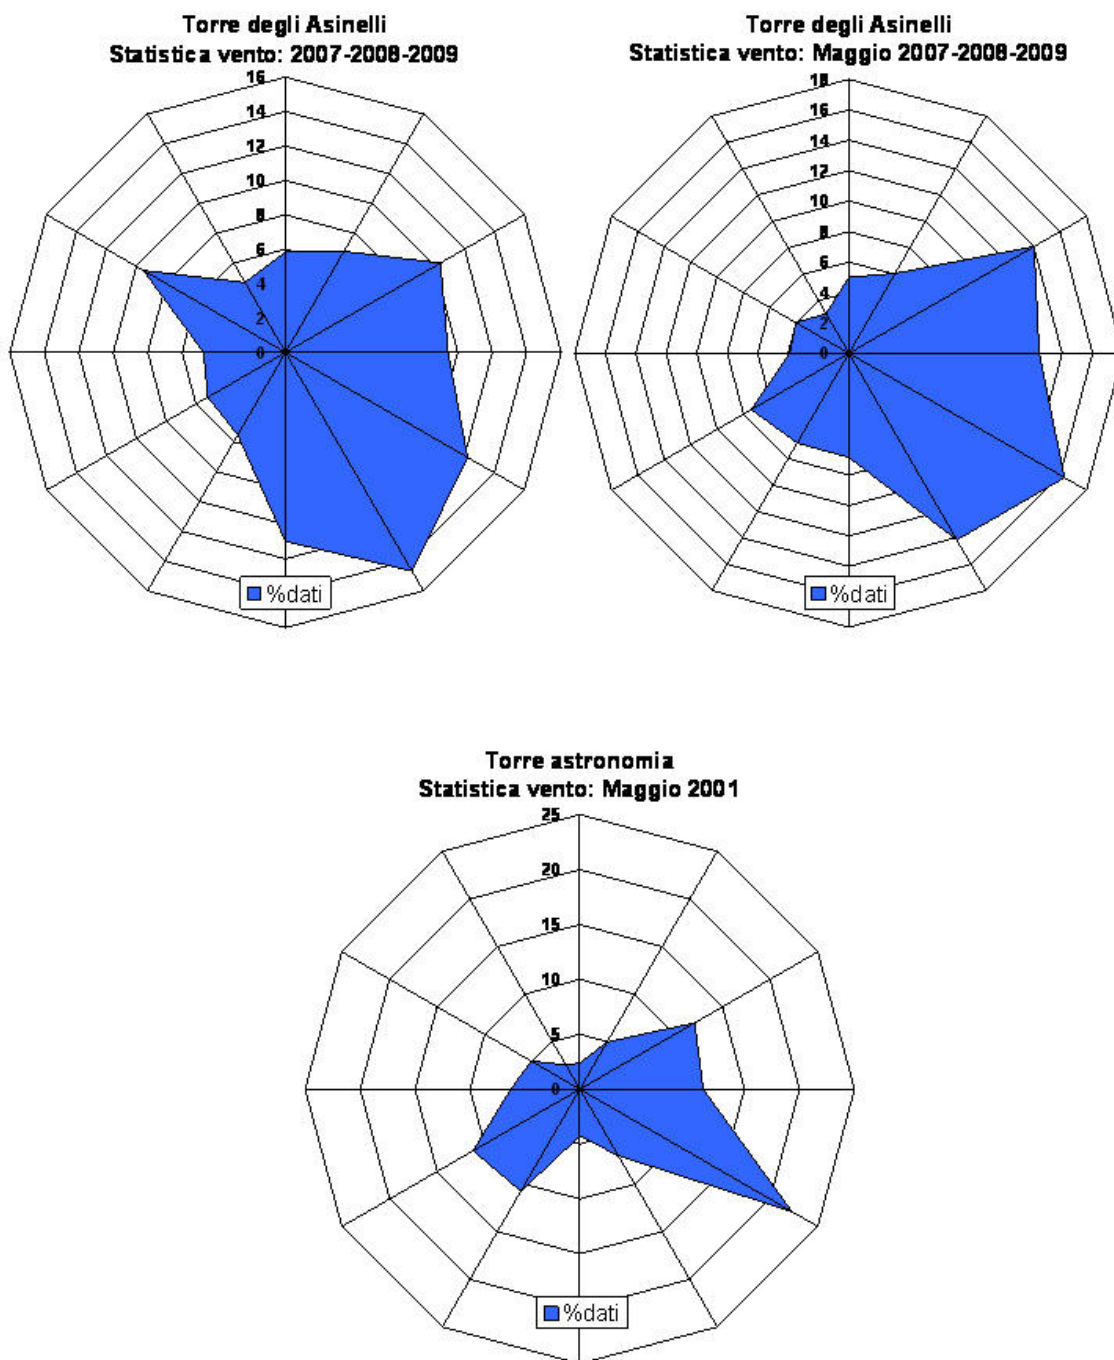 Torre degli Asinelli
Statistica vento: 2007-2008-2009
16
14
12
10
8
6
4
2
0
%dati
Torre degli Asinelli
Statistica vento: Maggio 2007-2008-2009
18
16
14
12
10
8
6
4
2
0
%dati
Torre astronomia
Statistica vento: Maggio 2001
25
20
15
10
5
0
%dati